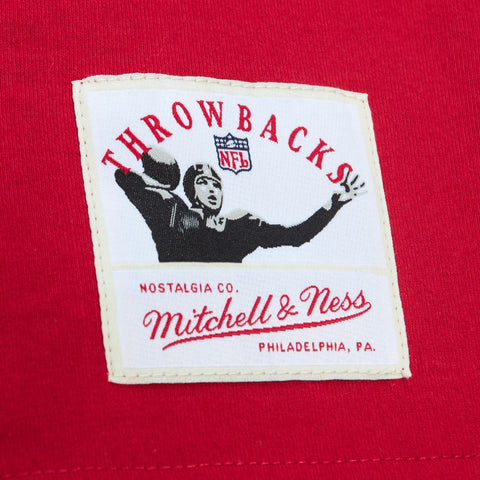 THROWBACKS
NFL
NOSTALGIA CO.
Mitchell & Ness
PHILADELPHIA, PA.